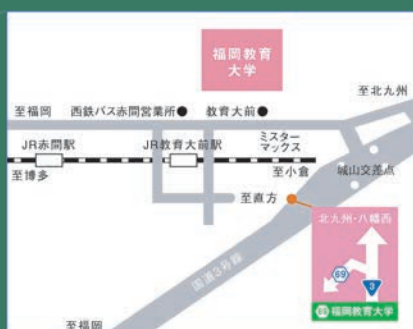 福岡教育
大学
至北九州
至福岡
西鉄バス赤間営業所●
教育大前●
JR赤間駅
JR教育大前駅
ミスター
マックス
至博多
至小倉
城山交差点
至直方
北九州・八幡西
69
3
国道3号線
福岡教育大学
至福岡